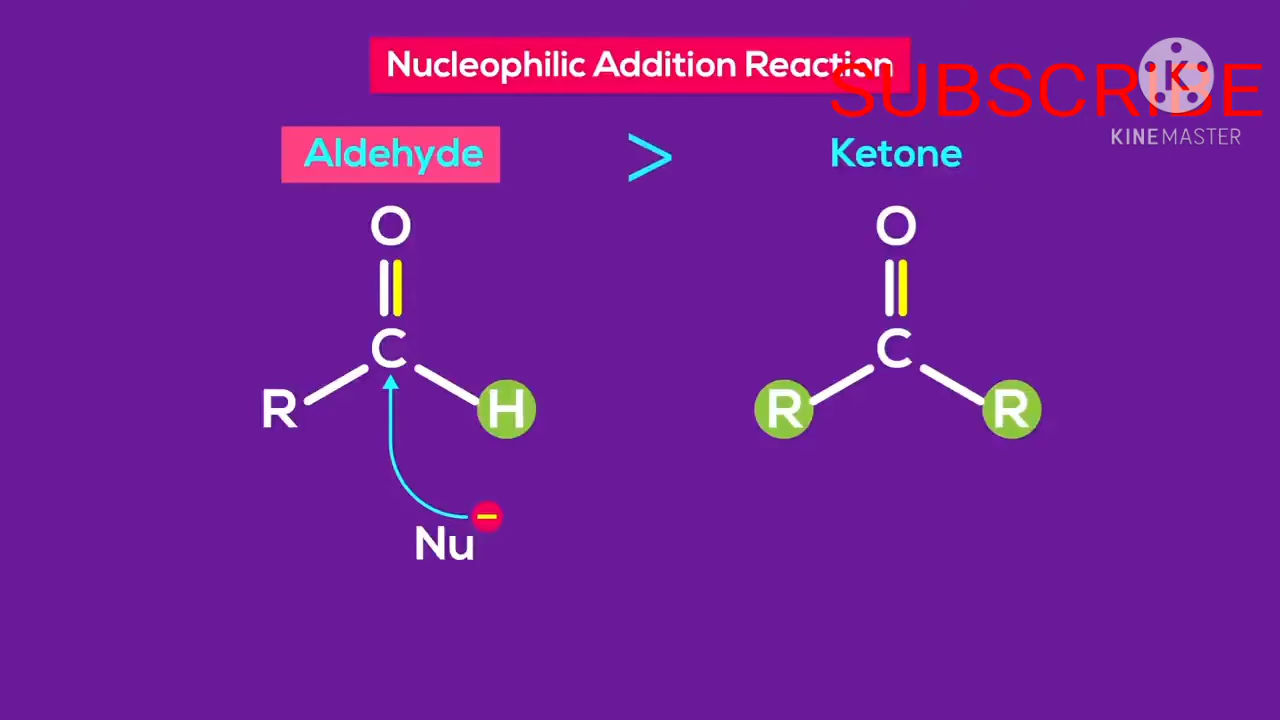 Nucleophilic Addition Reaction
SUBSCRIBE
K
KINEMASTER
Aldehyde > Ketone
O O
C C
R H R R
Nu −